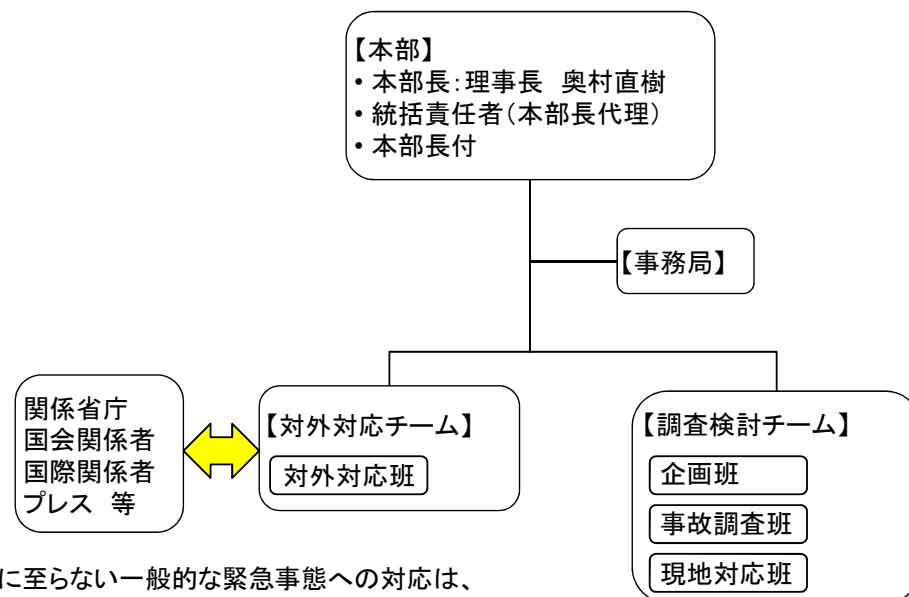 【本部】
• 本部長：理事長　奥村直樹
• 統括責任者（本部長代理）
• 本部長付
【事務局】
関係省庁
国会関係者
国際関係者
プレス　等
【対外対応チーム】
対外対応班
【調査検討チーム】
企画班
事故調査班
現地対応班
に至らない一般的な緊急事態への対応は、